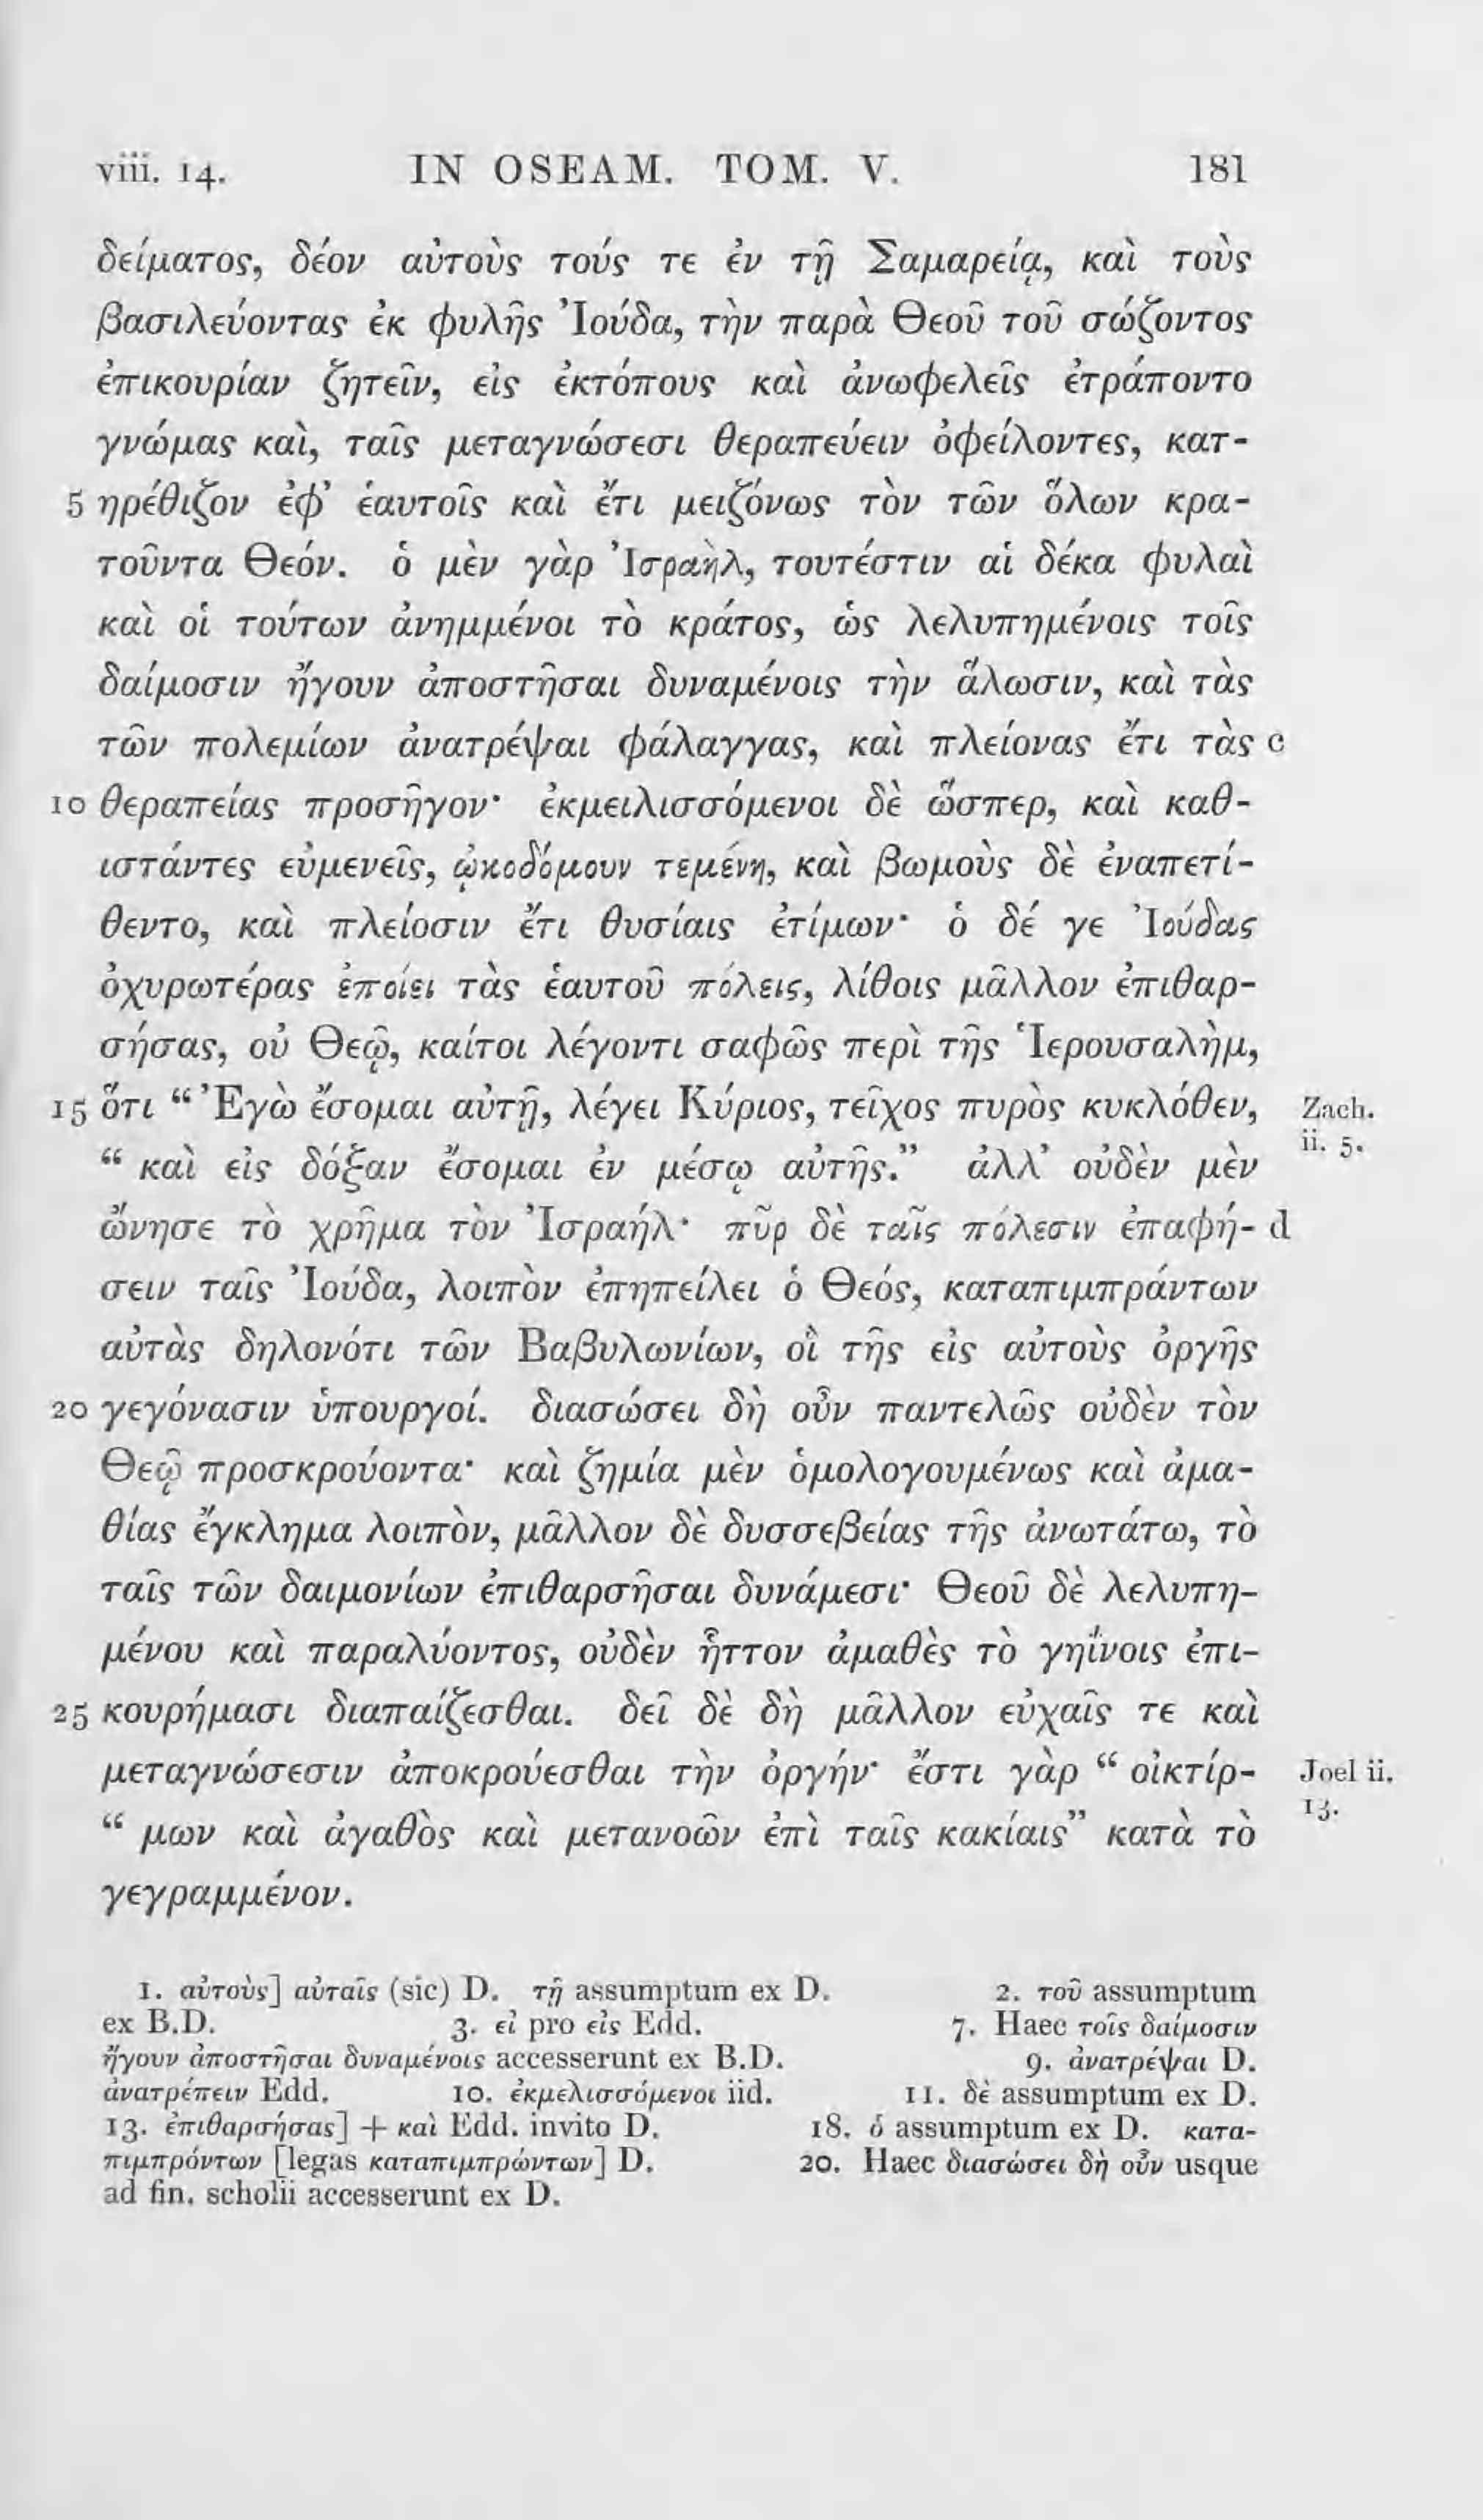 viii. 14. IN OSEAM. TOM. V. 181
δείματος, δέον αὐτοὺς τούς τε ἐν τῇ Σαμαρείᾳ, καὶ τοὺς
βασιλεύοντας ἐκ φυλῆς Ἰούδα, τὴν παρὰ Θεοῦ τοῦ σώζοντος
ἐπικουρίαν ζητεῖν, εἰς ἐκτόπους καὶ ἀνωφελεῖς ἐτράποντο
γνώμας καὶ, ταῖς μεταγνώσεσι θεραπεύειν ὀφείλοντες, κατ-
5 ηρέθιζον ἐφ’ ἑαυτοῖς καὶ ἔτι μειζόνως τὸν τῶν ὅλων κρα-
τοῦντα Θεόν. ὁ μὲν γὰρ Ἰσραὴλ, τουτέστιν αἱ δέκα φυλαὶ
καὶ οἱ τούτων ἀνημμένοι τὸ κράτος, ὡς λελυπημένοις τοῖς
δαίμοσιν ἤγουν ἀποστῆσαι δυναμένοις τὴν ἅλωσιν, καὶ τὰς
τῶν πολεμίων ἀνατρέψαι φάλαγγας, καὶ πλείονας ἔτι τὰς c
10 θεραπείας προσῆγον· ἐκμειλισσόμενοι δὲ ὥσπερ, καὶ καθ-
ιστάντες εὐμενεῖς, ᾠκοδόμουν τεμένη, καὶ βωμοὺς δὲ ἐναπετί-
θεντο, καὶ πλείοσιν ἔτι θυσίαις ἐτίμων· ὁ δέ γε Ἰούδας
ὀχυρωτέρας ἐποίει τὰς ἑαυτοῦ πόλεις, λίθοις μᾶλλον ἐπιθαρ-
σήσας, οὐ Θεῷ, καίτοι λέγοντι σαφῶς περὶ τῆς Ἱερουσαλὴμ,
15 ὅτι “Ἐγὼ ἔσομαι αὐτῇ, λέγει Κύριος, τεῖχος πυρὸς κυκλόθεν, Zach.
“ καὶ εἰς δόξαν ἔσομαι ἐν μέσῳ αὐτῆς.” ἀλλ’ οὐδὲν μὲν ii. 5.
ὤνησε τὸ χρῆμα τὸν Ἰσραήλ· πῦρ δὲ ταῖς πόλεσιν ἐπαφή- d
σειν ταῖς Ἰούδα, λοιπὸν ἐπηπείλει ὁ Θεός, καταπιμπράντων
αὐτὰς δηλονότι τῶν Βαβυλωνίων, οἳ τῆς εἰς αὐτοὺς ὀργῆς
20 γεγόνασιν ὑπουργοί. διασώσει δὴ οὖν παντελῶς οὐδὲν τὸν
Θεῷ προσκρούοντα· καὶ ζημία μὲν ὁμολογουμένως καὶ ἀμα-
θίας ἔγκλημα λοιπὸν, μᾶλλον δὲ δυσσεβείας τῆς ἀνωτάτω, τὸ
ταῖς τῶν δαιμονίων ἐπιθαρσῆσαι δυνάμεσι· Θεοῦ δὲ λελυπη-
μένου καὶ παραλύοντος, οὐδὲν ἧττον ἀμαθὲς τὸ γηΐνοις ἐπι-
25 κουρήμασι διαπαίζεσθαι. δεῖ δὲ δὴ μᾶλλον εὐχαῖς τε καὶ
μεταγνώσεσιν ἀποκρούεσθαι τὴν ὀργήν· ἔστι γὰρ “ οἰκτίρ- Joel ii.
“ μων καὶ ἀγαθὸς καὶ μετανοῶν ἐπὶ ταῖς κακίαις” κατὰ τὸ 13.
γεγραμμένον.
1. αὐτοὺς] αὐταῖς (sic) D. τῇ assumptum ex D. 2. τοῦ assumptum
ex B.D. 3. εἰ pro εἰς Edd. 7. Haec τοῖς δαίμοσιν
ἤγουν ἀποστῆσαι δυναμένοις accesserunt ex B.D. 9. ἀνατρέψαι D.
ἀνατρέπειν Edd. 10. ἐκμελισσόμενοι iid. 11. δὲ assumptum ex D.
13. ἐπιθαρσήσας] + καὶ Edd. invito D. 18. ὁ assumptum ex D. κατα-
πιμπρόντων [legas καταπιμπρώντων] D. 20. Haec διασώσει δὴ οὖν usque
ad fin. scholii accesserunt ex D.